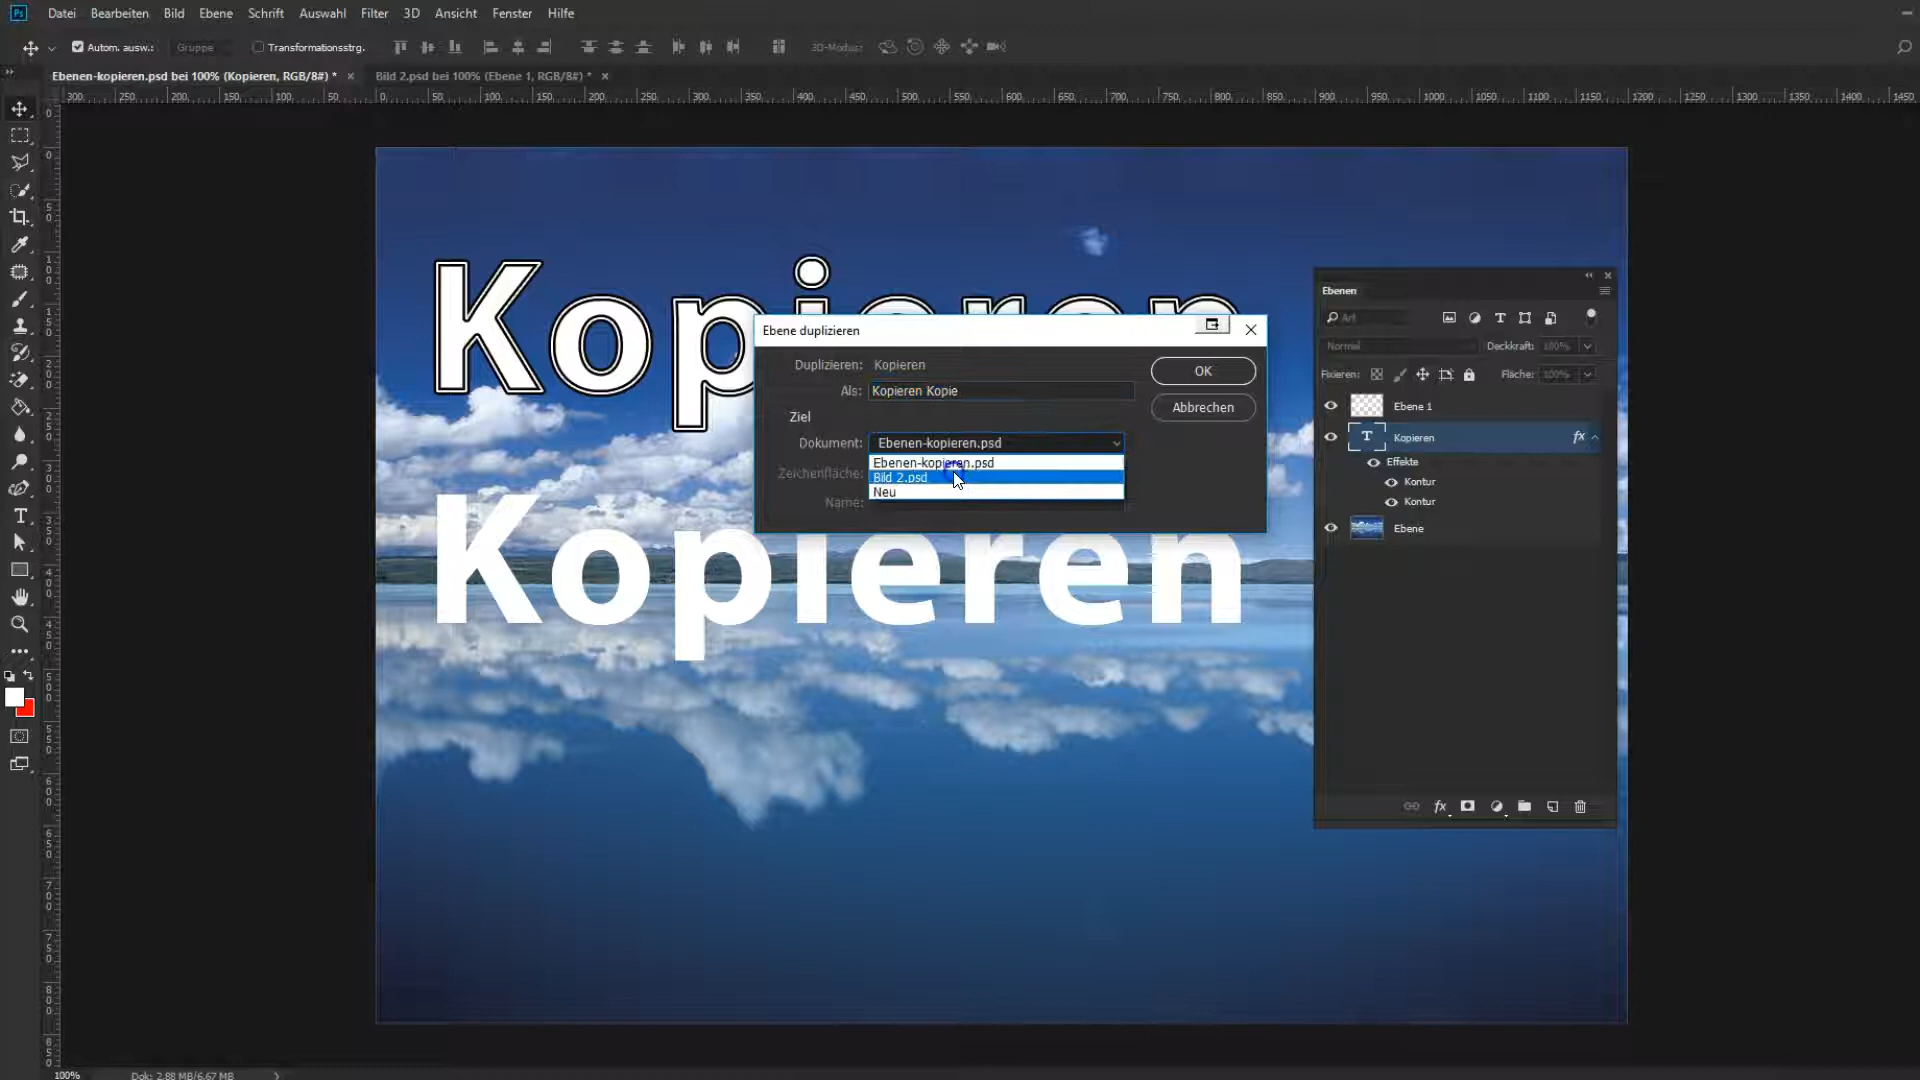 Ps Datei Bearbeiten Bild Ebene Schrift Auswahl Filter 3D Ansicht Fenster Hilfe
Autom. ausw.: Gruppe Transformationsstrg. 3D-Modus:
Ebenen-kopieren.psd bei 100% (Kopieren, RGB/8#) * × Bild 2.psd bei 100% (Ebene 1, RGB/8#) * ×
300 250 200 150 100 50 0 50 100 150 200 250 300 350 400 450 500 550 600 650 700 750 800 850 900 950 1000 1050 1100 1150 1200 1250 1300 1350 1400 1450
Kopieren
Kopieren
Ebene duplizieren
Duplizieren: Kopieren
Als: Kopieren Kopie
Ziel
Dokument: Ebenen-kopieren.psd
Ebenen-kopieren.psd
Bild 2.psd
Neu
Zeichenfläche:
Name:
OK
Abbrechen
Ebenen
Art
Normal Deckkraft: 100%
Fixieren: Fläche: 100%
Ebene 1
T Kopieren fx
Effekte
Kontur
Kontur
Ebene
fx
100% Dok: 2.88 MB/6.67 MB